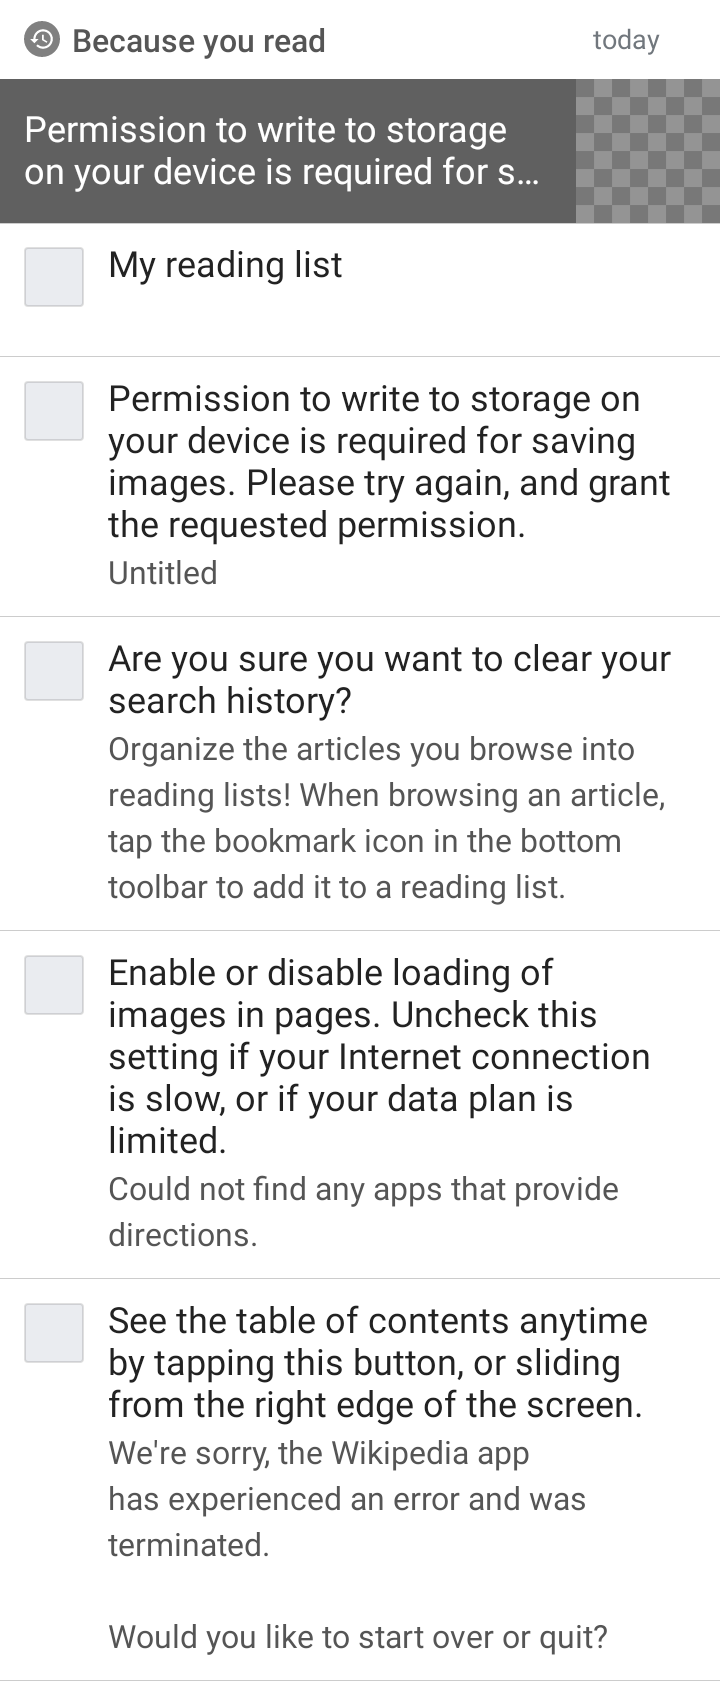 Because you read
today
Permission to write to storage
on your device is required for s...
My reading list
Permission to write to storage on
your device is required for saving
images. Please try again, and grant
the requested permission.
Untitled
Are you sure you want to clear your
search history?
Organize the articles you browse into
reading lists! When browsing an article,
tap the bookmark icon in the bottom
toolbar to add it to a reading list.
Enable or disable loading of
images in pages. Uncheck this
setting if your Internet connection
is slow, or if your data plan is
limited.
Could not find any apps that provide
directions.
See the table of contents anytime
by tapping this button, or sliding
from the right edge of the screen.
We're sorry, the Wikipedia app
has experienced an error and was
terminated.
Would you like to start over or quit?